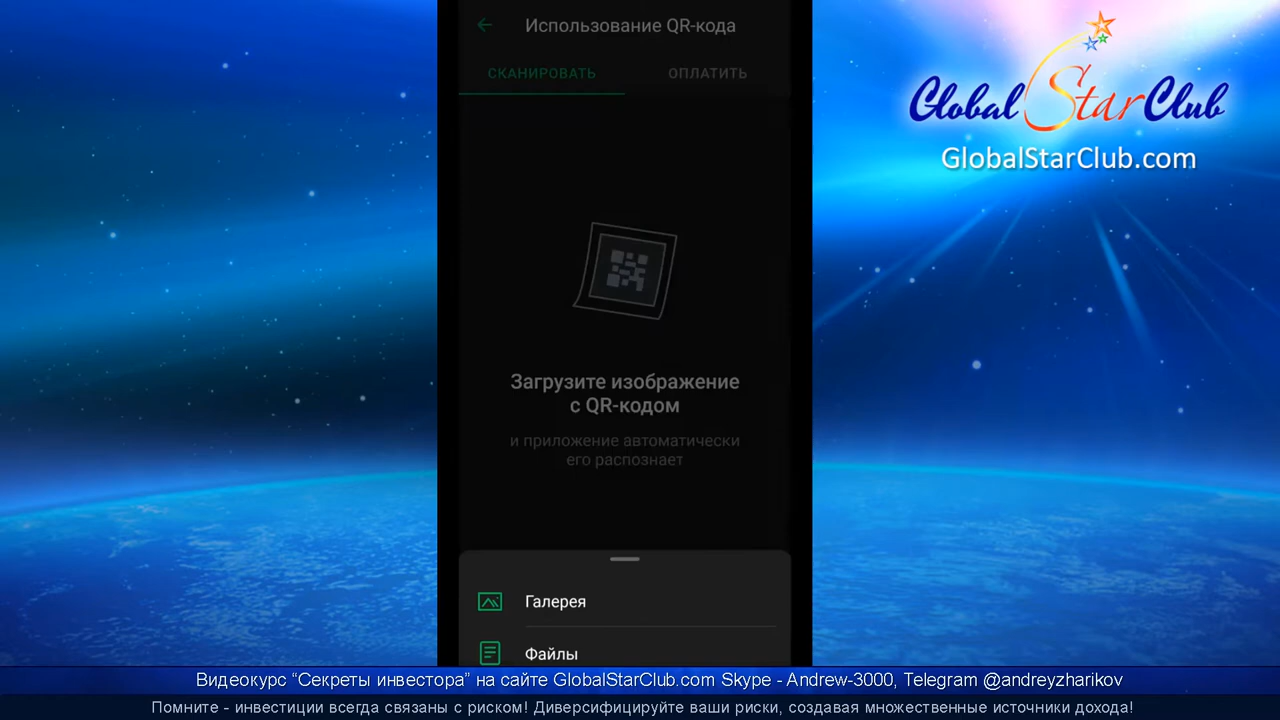 Использование QR-кода
СКАНИРОВАТЬ ОПЛАТИТЬ
Global Star Club
GlobalStarClub.com
Загрузите изображение
с QR-кодом
и приложение автоматически
его распознает
Галерея
Файлы
Видеокурс “Секреты инвестора” на сайте GlobalStarClub.com Skype - Andrew-3000, Telegram @andreyzharikov
Помните - инвестиции всегда связаны с риском! Диверсифицируйте ваши риски, создавая множественные источники дохода!